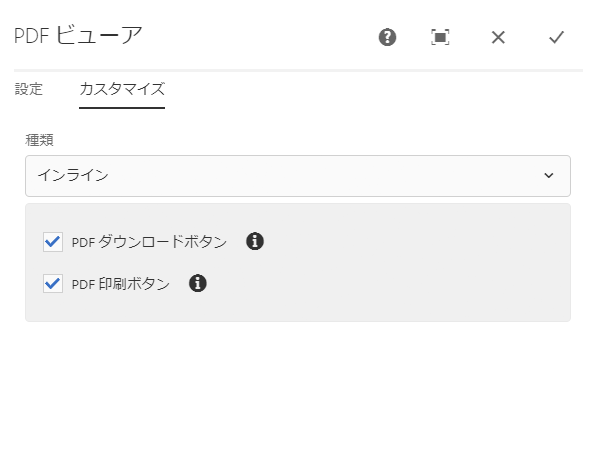 PDF ビューア
設定
カスタマイズ
種類
インライン
PDF ダウンロードボタン
PDF 印刷ボタン